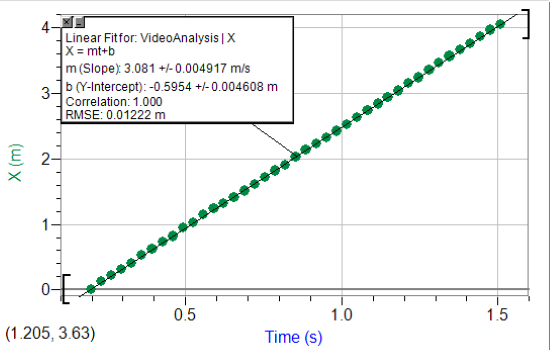 Linear Fit for: VideoAnalysis | X
X = mt+b
m (Slope): 3.081 +/- 0.004917 m/s
b (Y-Intercept): -0.5954 +/- 0.004608 m
Correlation: 1.000
RMSE: 0.01222 m
4
3
2
1
0
X (m)
0.5
1.0
1.5
(1.205, 3.63)
Time (s)